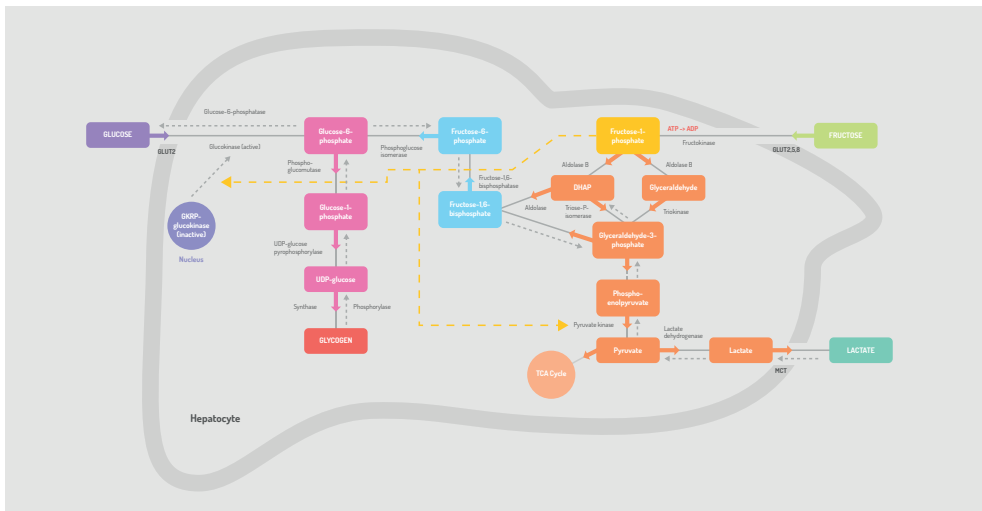 Glucose-6-phosphatase
GLUCOSE
GLUT2
Glucokinase (active)
GKRP-
glucokinase
(inactive)
Nucleus
Glucose-6-
phosphate
Phospho-
glucomutase
Glucose-1-
phosphate
UDP-glucose
pyrophosphorylase
UDP-glucose
Synthase
Phosphorylase
GLYCOGEN
Phosphoglucose
isomerase
Fructose-6-
phosphate
Fructose-1,6-
bisphosphatase
Fructose-1,6-
bisphosphate
Fructose-1-
phosphate
ATP -> ADP
Fructokinase
GLUT2,5,8
FRUCTOSE
Aldolase B
Aldolase B
DHAP
Glyceraldehyde
Aldolase
Triose-P-
isomerase
Triokinase
Glyceraldehyde-3-
phosphate
Phospho-
enolpyruvate
Pyruvate kinase
Pyruvate
Lactate
dehydrogenase
Lactate
MCT
LACTATE
TCA Cycle
Hepatocyte